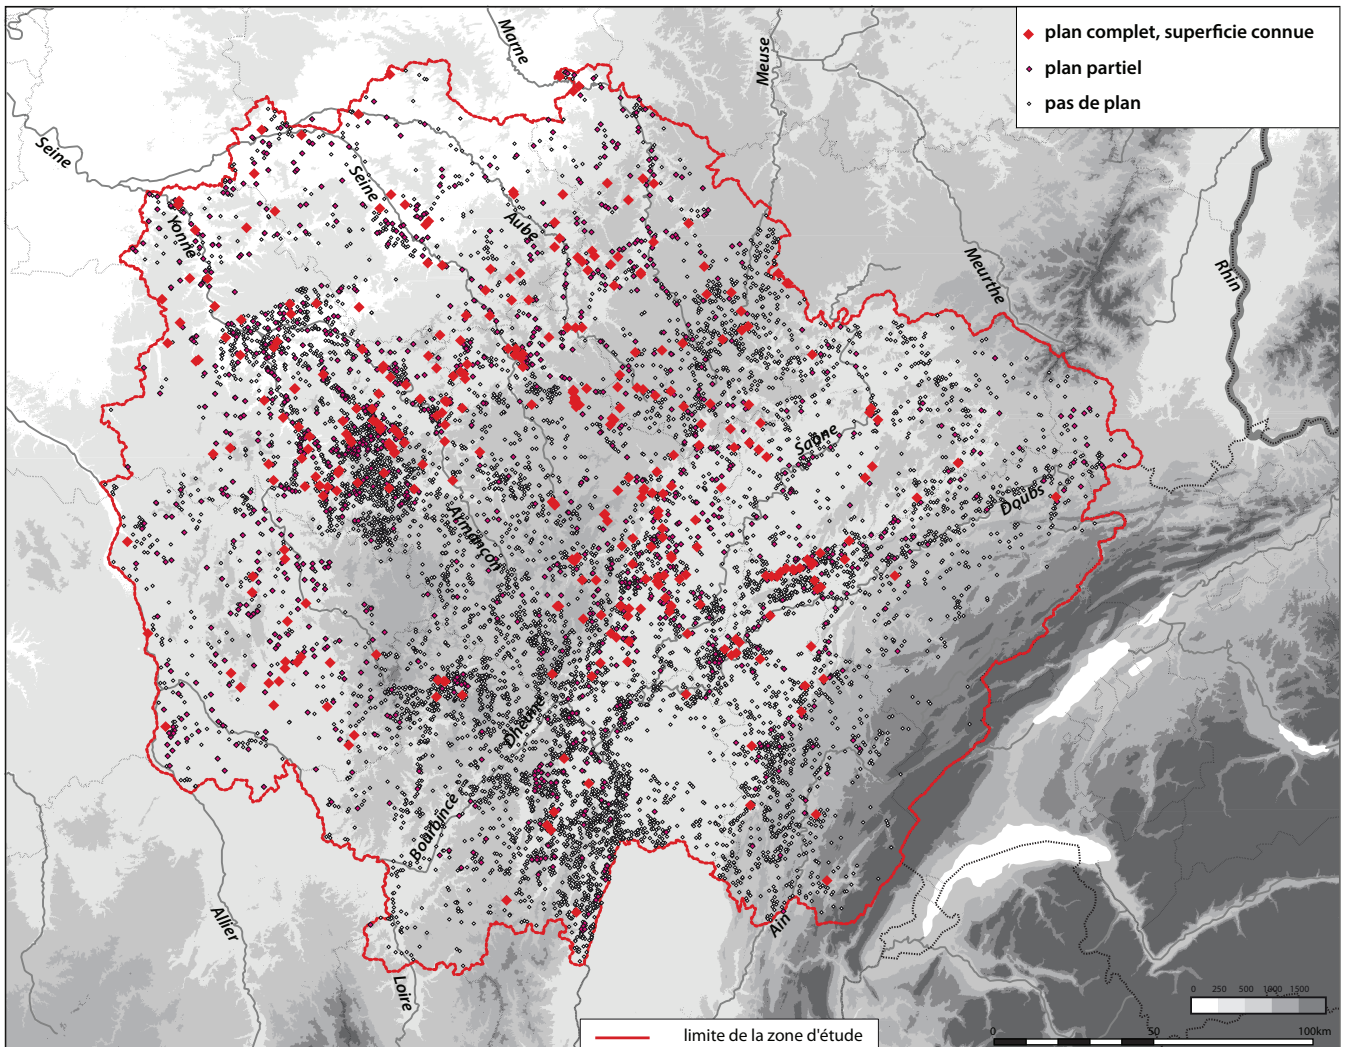 plan complet, superficie connue
plan partiel
pas de plan
Marne
Meuse
Seine
Seine
Yonne
Aube
Meurthe
Rhin
Saône
Doubs
Armançon
Dheune
Bourbince
Allier
Loire
Ain
0 250 500 1000 1500
0 50 100km
limite de la zone d'étude